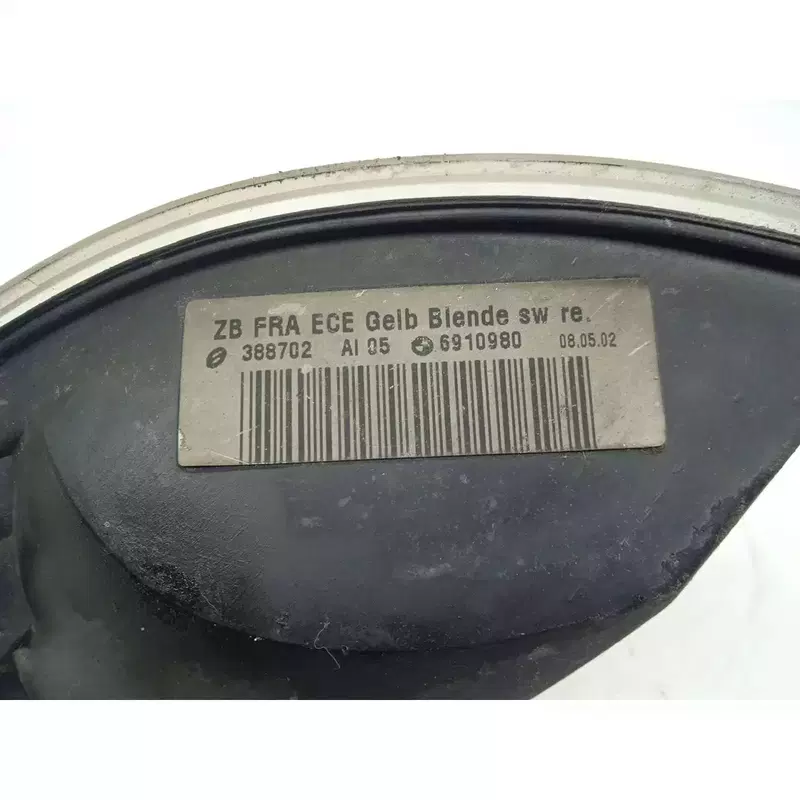 ZB FRA ECE Gelb Blende sw re.
388702 AI 05 6910980 08.05.02